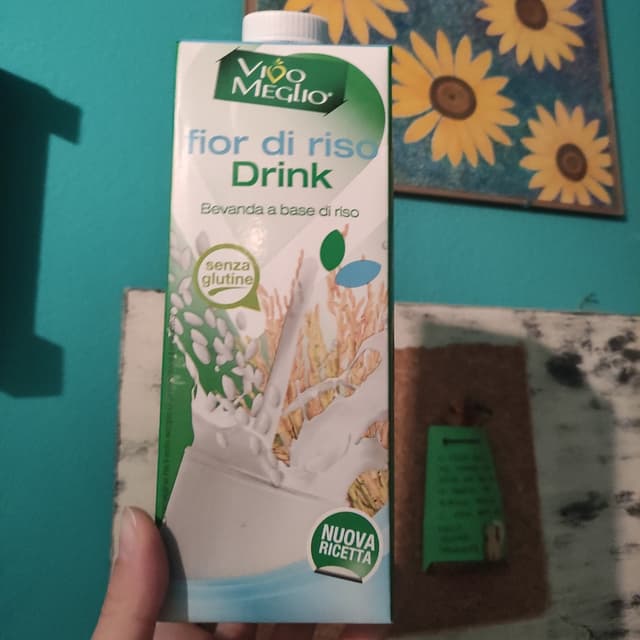 VIVO
MEGLIO®
fior di riso
Drink
Bevanda a base di riso
senza
glutine
NUOVA
RICETTA